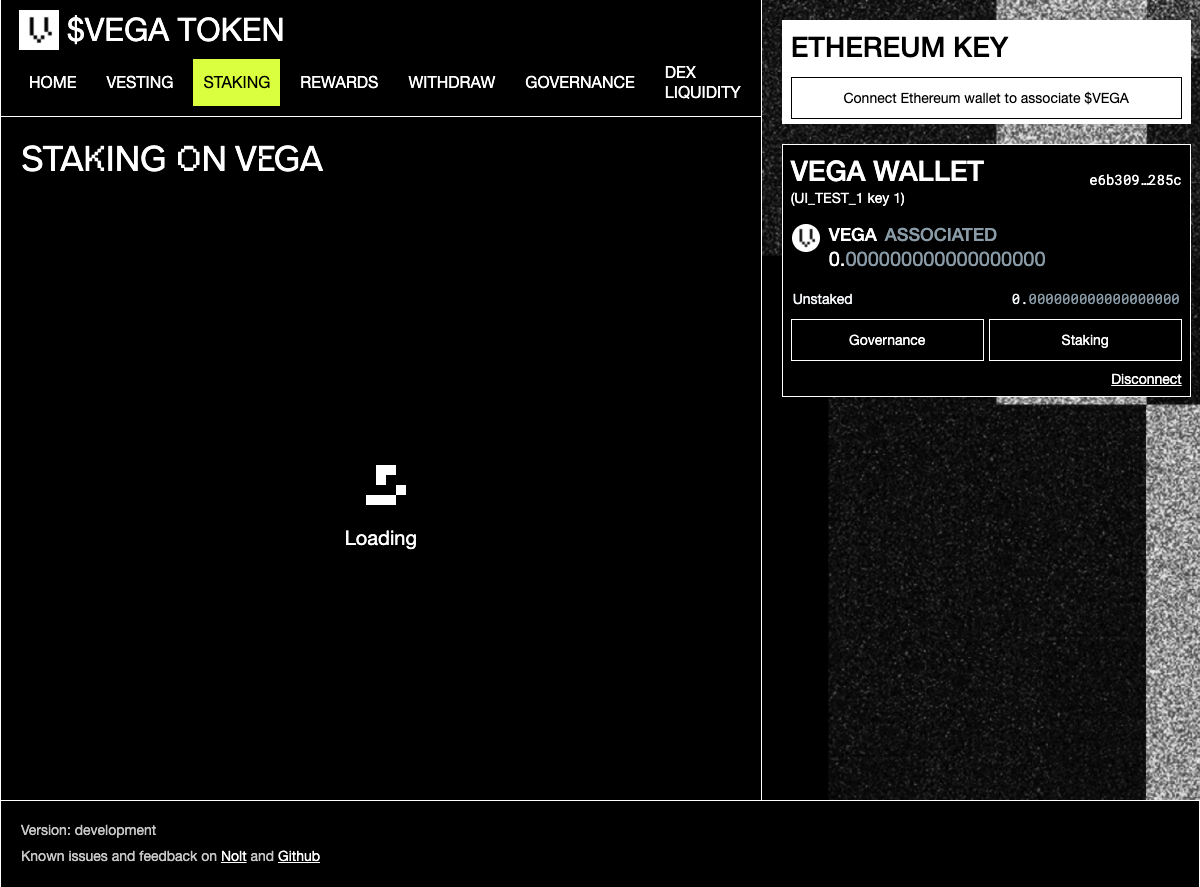 $VEGA TOKEN
HOME VESTING STAKING REWARDS WITHDRAW GOVERNANCE DEX LIQUIDITY
STAKING ON VEGA
Loading
ETHEREUM KEY
Connect Ethereum wallet to associate $VEGA
VEGA WALLET e6b309…285c
(UI_TEST_1 key 1)
VEGA ASSOCIATED
0.000000000000000000
Unstaked 0.000000000000000000
Governance Staking
Disconnect
Version: development
Known issues and feedback on Nolt and Github